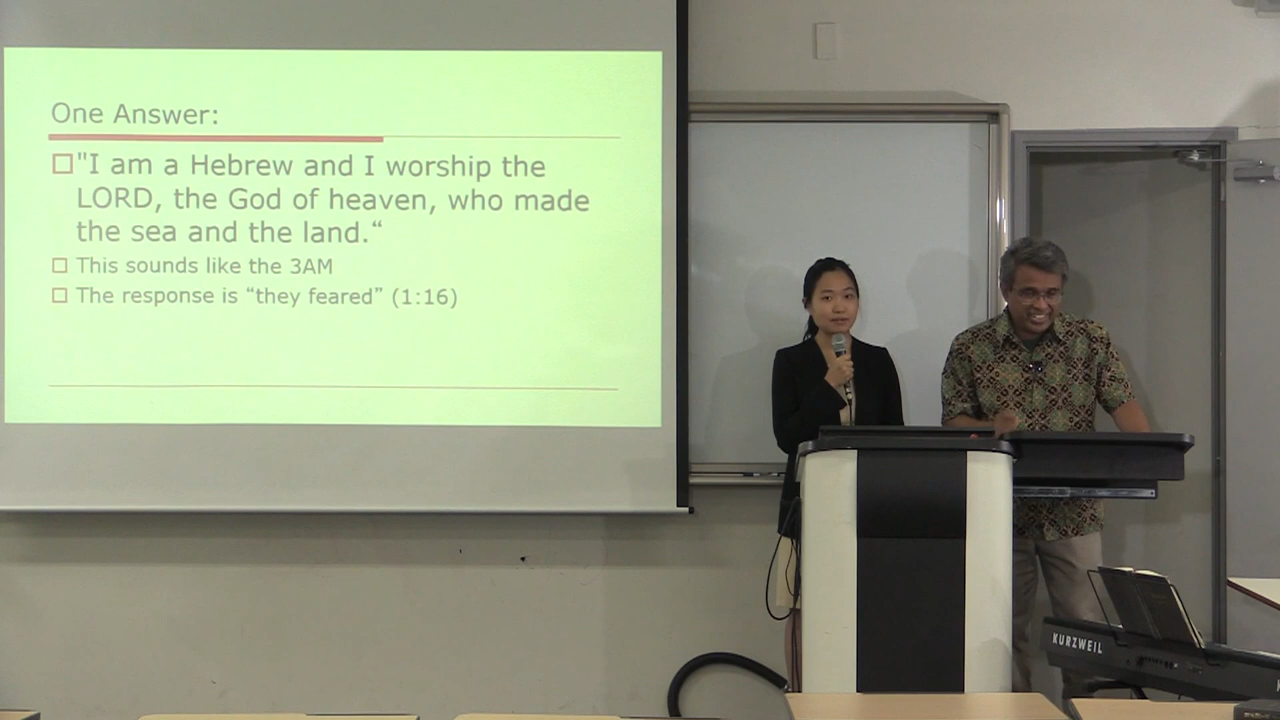 One Answer:
"I am a Hebrew and I worship the
LORD, the God of heaven, who made
the sea and the land.“
This sounds like the 3AM
The response is “they feared” (1:16)
KURZWEIL